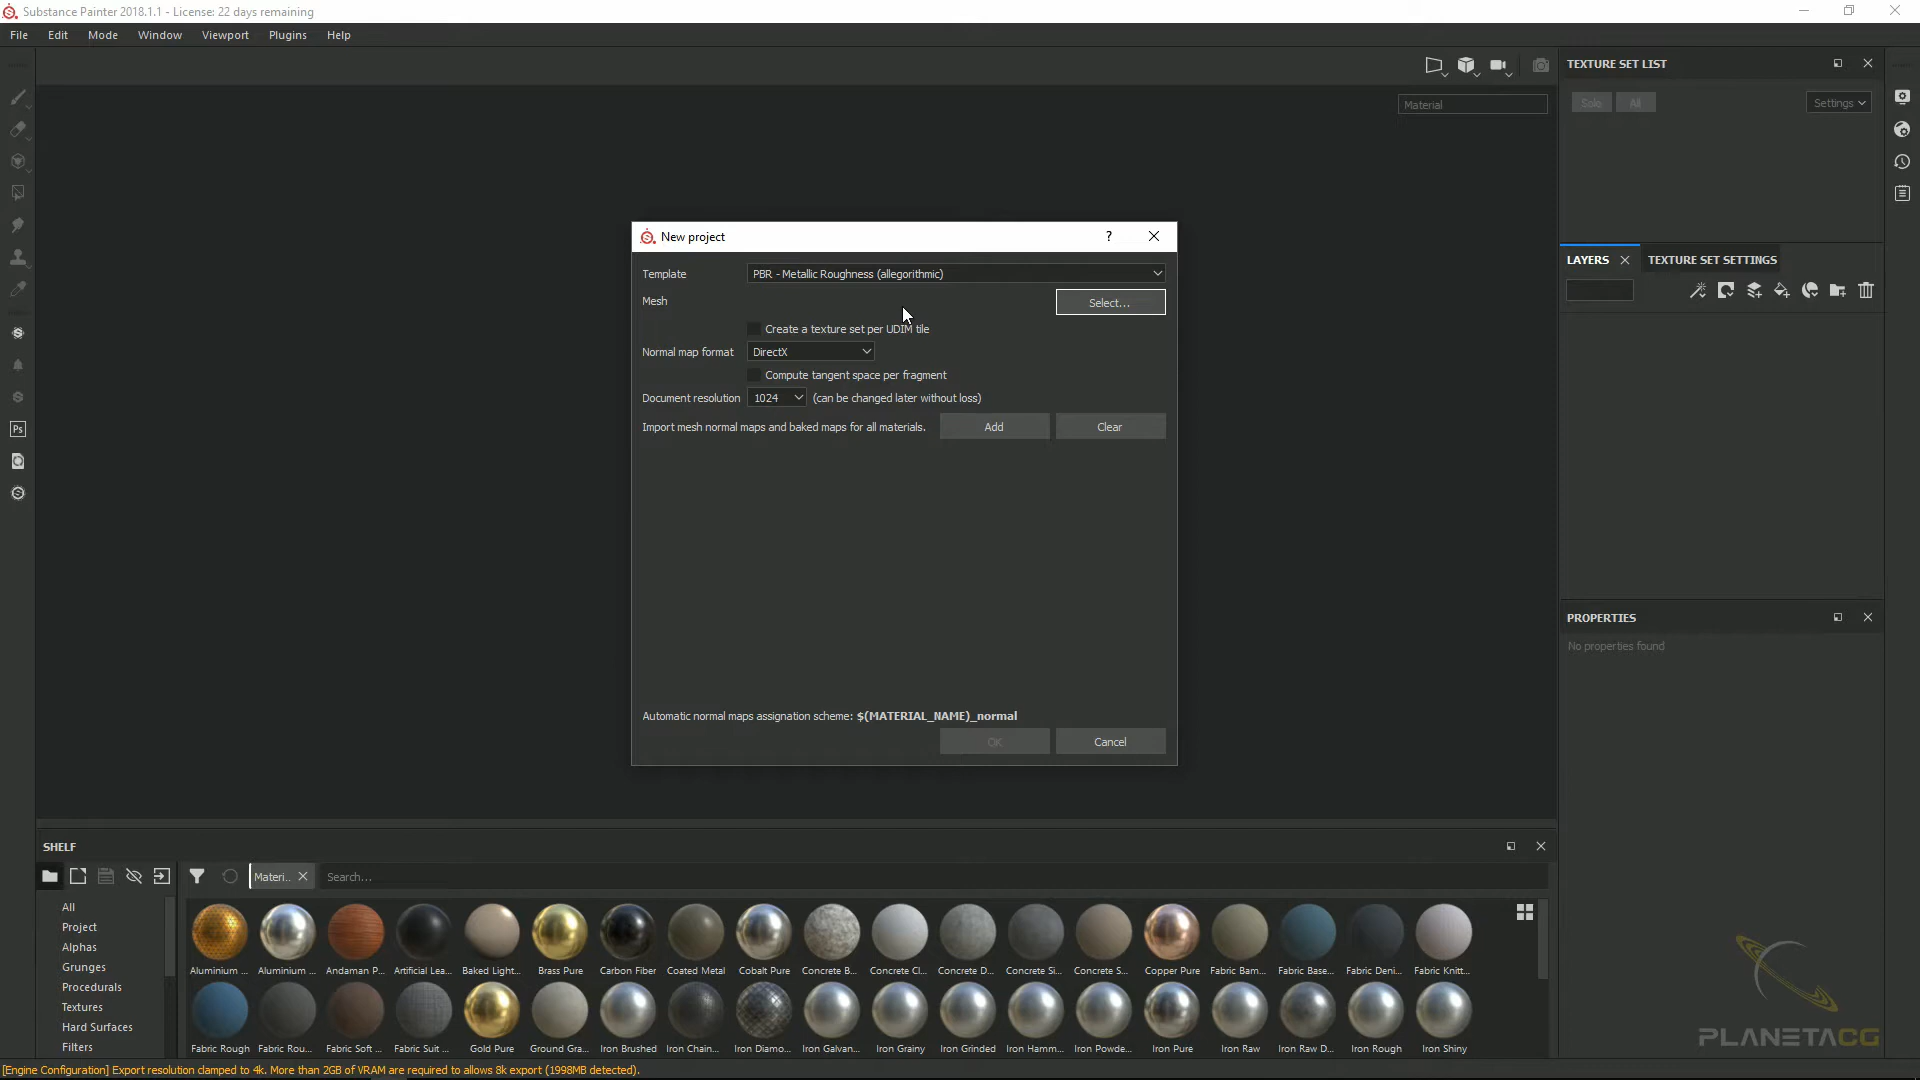 Substance Painter 2018.1.1 - License: 22 days remaining
File Edit Mode Window Viewport Plugins Help
TEXTURE SET LIST
Solo All Settings
Material
New project ?
Template PBR - Metallic Roughness (allegorithmic)
Mesh Select...
Create a texture set per UDIM tile
Normal map format DirectX
Compute tangent space per fragment
Document resolution 1024 (can be changed later without loss)
Import mesh normal maps and baked maps for all materials. Add Clear
Automatic normal maps assignation scheme: $(MATERIAL_NAME)_normal
OK Cancel
LAYERS TEXTURE SET SETTINGS
PROPERTIES
No properties found
Ps
SHELF
Materi.. Search...
All
Project
Alphas
Grunges
Procedurals
Textures
Hard Surfaces
Filters
Aluminium ... Aluminium ... Andaman P... Artificial Lea... Baked Light... Brass Pure Carbon Fiber Coated Metal Cobalt Pure Concrete B... Concrete Cl... Concrete D... Concrete Si... Concrete S... Copper Pure Fabric Bam... Fabric Base... Fabric Deni... Fabric Knitt...
Fabric Rough Fabric Rou... Fabric Soft ... Fabric Suit ... Gold Pure Ground Gra... Iron Brushed Iron Chain... Iron Diamo... Iron Galvan... Iron Grainy Iron Grinded Iron Hamm... Iron Powde... Iron Pure Iron Raw Iron Raw D... Iron Rough Iron Shiny
PLANETACG
[Engine Configuration] Export resolution clamped to 4k. More than 2GB of VRAM are required to allows 8k export (1998MB detected).